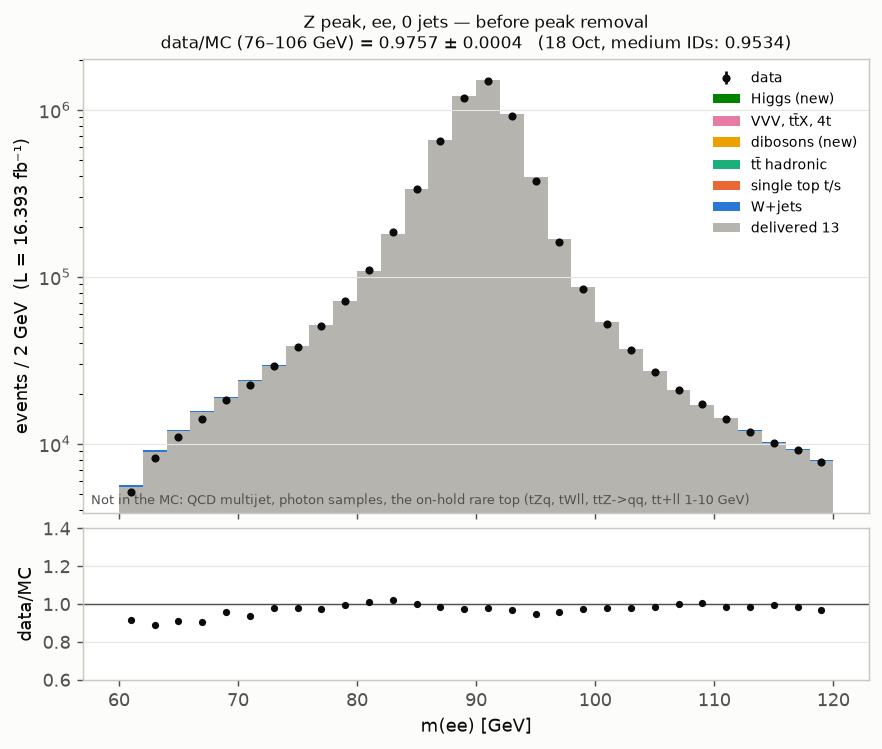 Z peak, ee, 0 jets — before peak removal
data/MC (76–106 GeV) = 0.9757 ± 0.0004 (18 Oct, medium IDs: 0.9534)
data
Higgs (new)
VVV, tt̄X, 4t
dibosons (new)
tt̄ hadronic
single top t/s
W+jets
delivered 13
events / 2 GeV (L = 16.393 fb⁻¹)
10⁶
10⁵
10⁴
Not in the MC: QCD multijet, photon samples, the on-hold rare top (tZq, tWll, ttZ->qq, tt+ll 1-10 GeV)
data/MC
1.4
1.2
1.0
0.8
0.6
60 70 80 90 100 110 120
m(ee) [GeV]